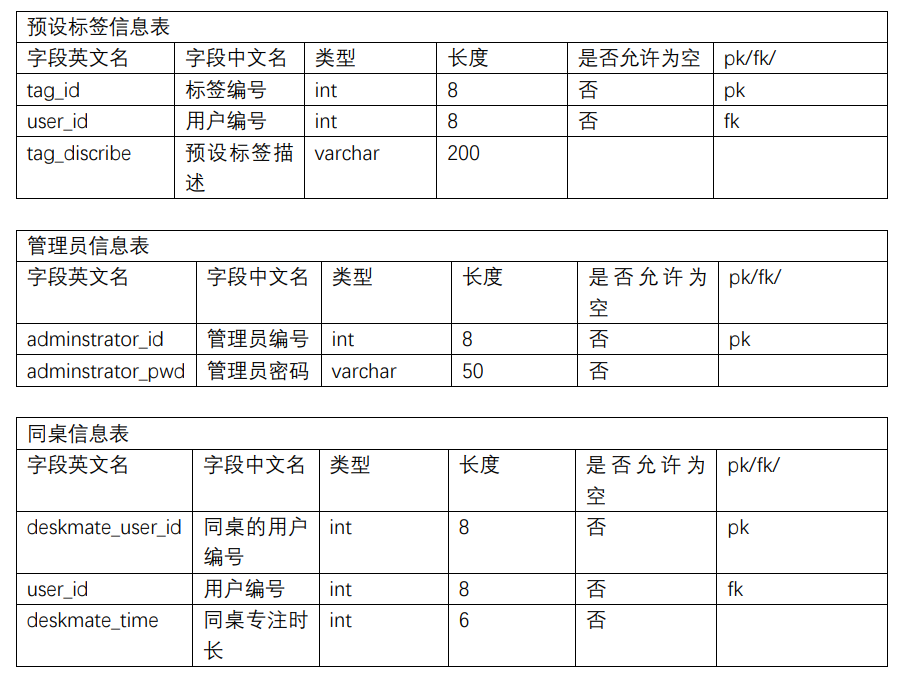 预设标签信息表
字段英文名 字段中文名 类型 长度 是否允许为空 pk/fk/
tag_id 标签编号 int 8 否 pk
user_id 用户编号 int 8 否 fk
tag_discribe 预设标签描 varchar 200
述
管理员信息表
字段英文名 字段中文名 类型 长度 是否允许为 pk/fk/
空
adminstrator_id 管理员编号 int 8 否 pk
adminstrator_pwd 管理员密码 varchar 50 否
同桌信息表
字段英文名 字段中文名 类型 长度 是否允许为 pk/fk/
空
deskmate_user_id 同桌的用户 int 8 否 pk
编号
user_id 用户编号 int 8 否 fk
deskmate_time 同桌专注时 int 6 否
长